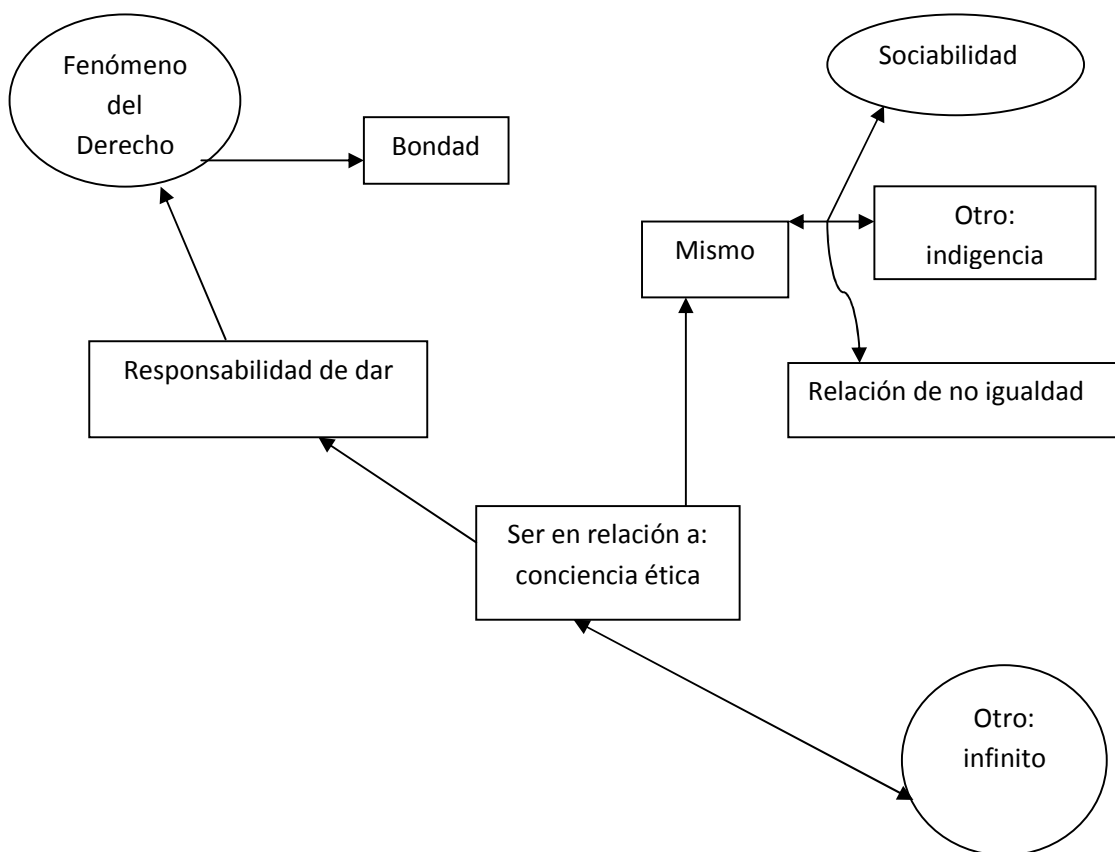 Fenómeno
del
Derecho
Bondad
Sociabilidad
Mismo
Otro:
indigencia
Responsabilidad de dar
Relación de no igualdad
Ser en relación a:
conciencia ética
Otro:
infinito